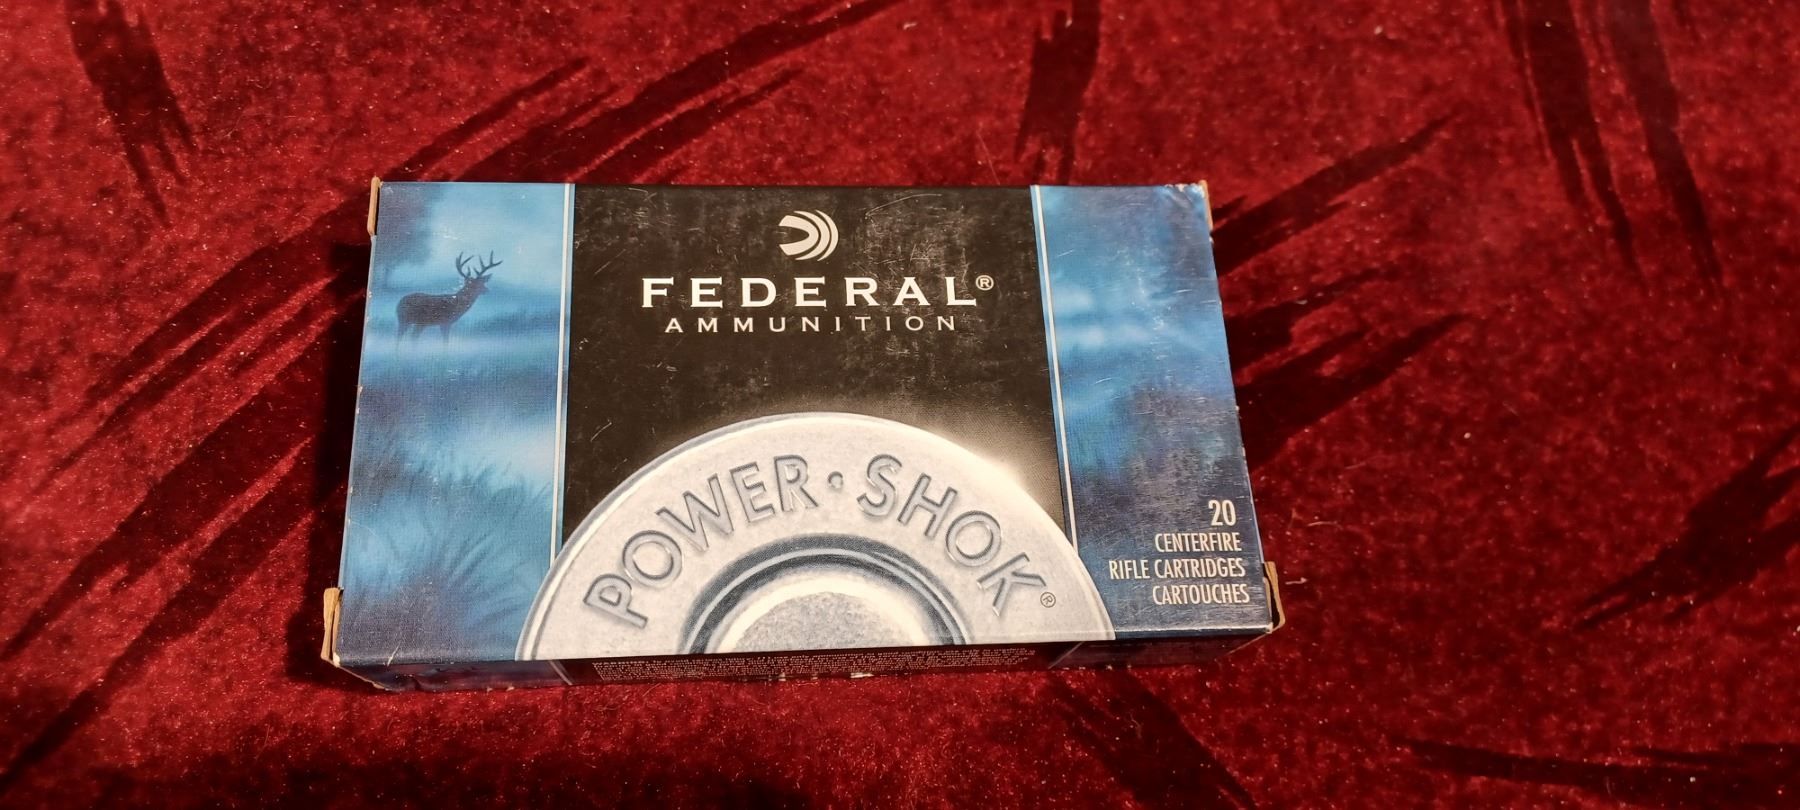 FEDERAL®
AMMUNITION
POWER·SHOK®
20
CENTERFIRE
RIFLE CARTRIDGES
CARTOUCHES